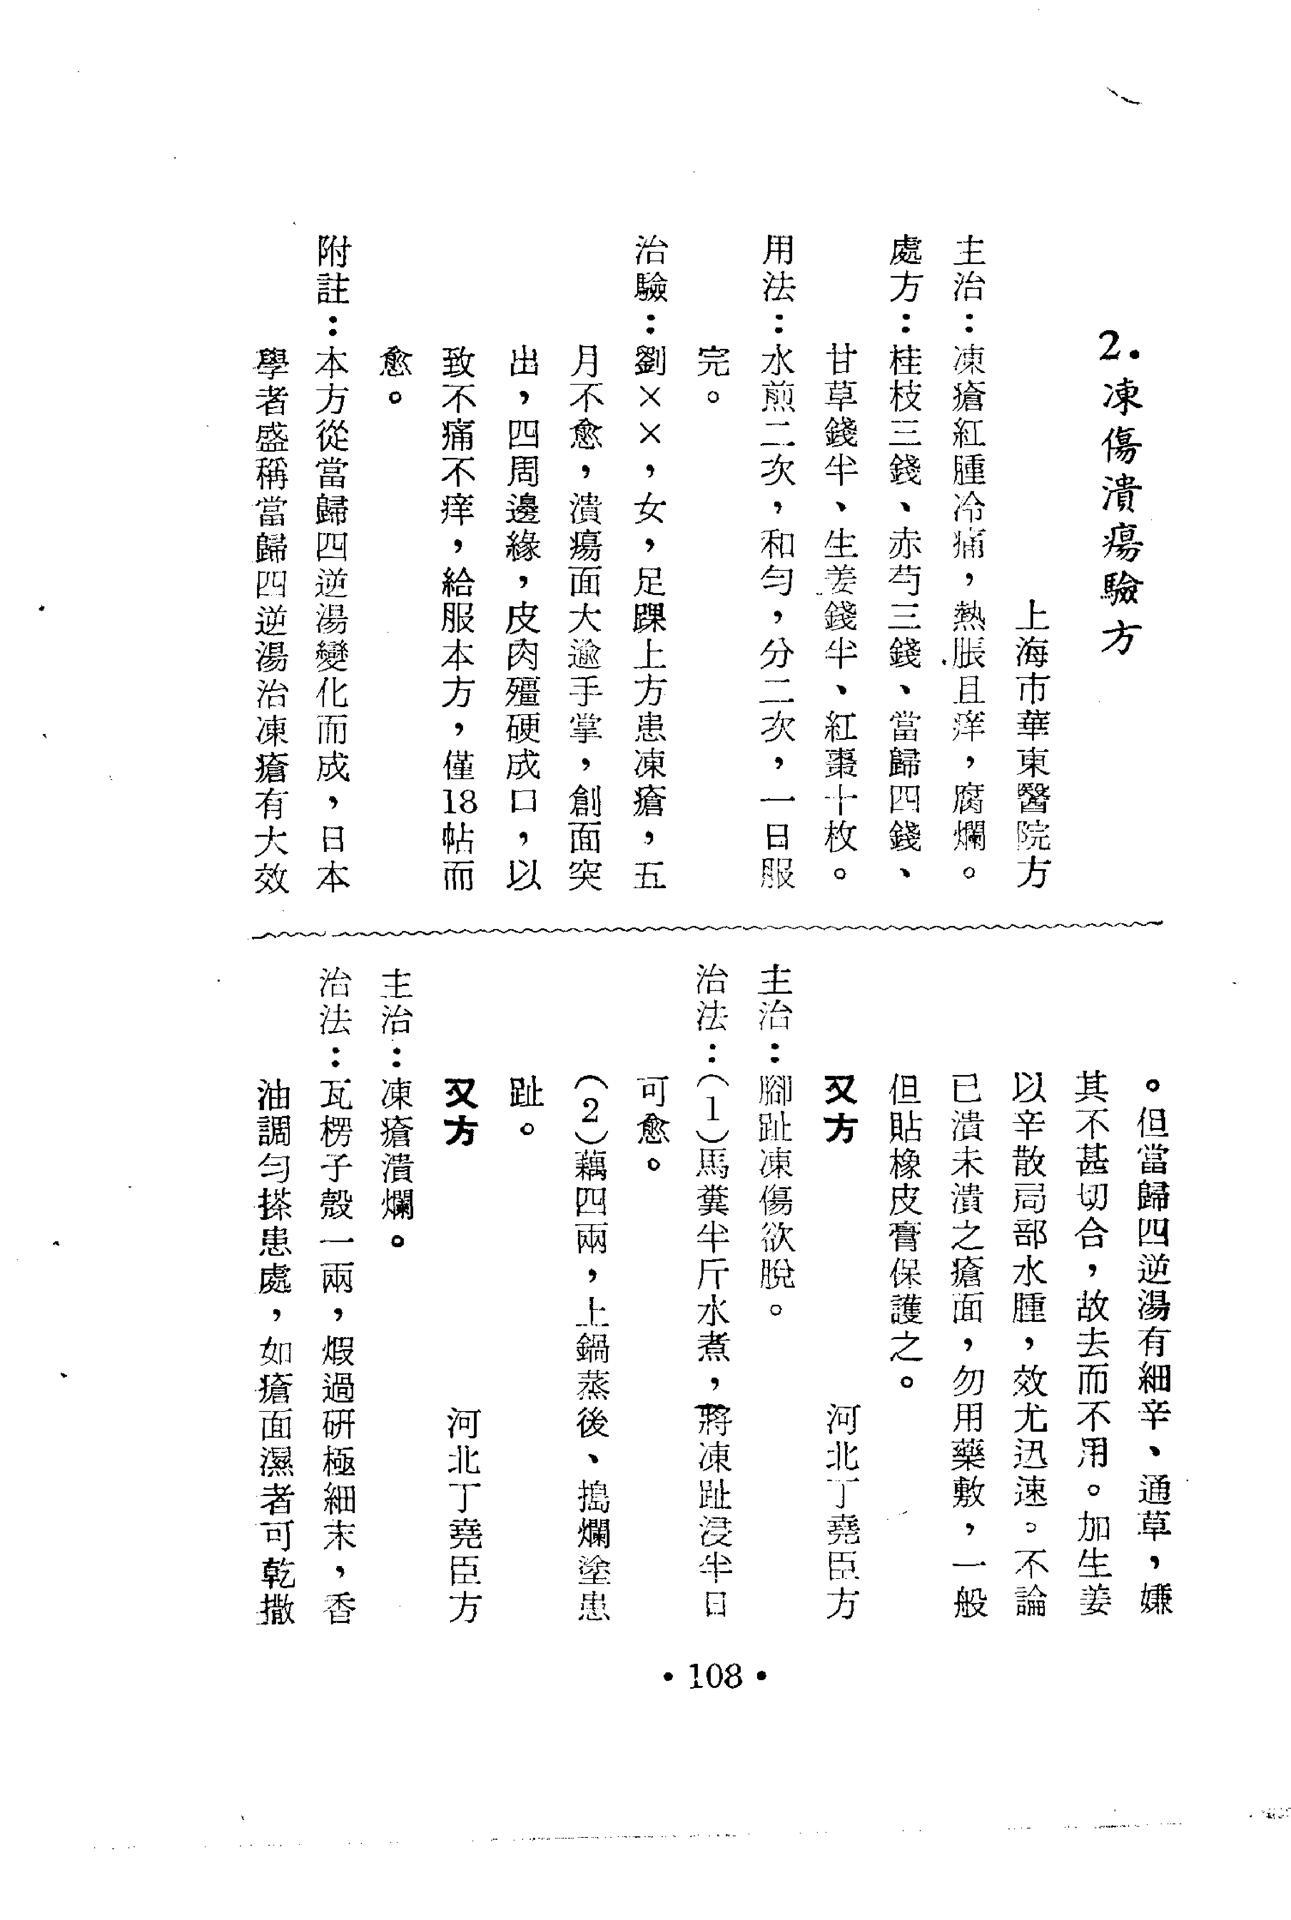 2.凍傷潰瘍驗方
上海市華東醫院方
主治：凍瘡紅腫冷痛，熱脹且痒，腐爛。
處方：桂枝三錢、赤芍三錢、當歸四錢、
甘草錢半、生姜錢半、紅棗十枚。
用法：水煎二次，和勻，分二次，一日服
完。
治驗：劉××，女，足踝上方患凍瘡，五
月不愈，潰瘍面大逾手掌，創面突
出，四周邊緣，皮肉殭硬成口，以
致不痛不痒，給服本方，僅18帖而
愈。
附註：本方從當歸四逆湯變化而成，日本
學者盛稱當歸四逆湯治凍瘡有大效
。但當歸四逆湯有細辛、通草，嫌
其不甚切合，故去而不用。加生姜
以辛散局部水腫，效尤迅速。不論
已潰未潰之瘡面，勿用藥敷，一般
但貼橡皮膏保護之。
又方
河北丁堯臣方
主治：腳趾凍傷欲脫。
治法：(1)馬糞半斤水煮，將凍趾浸半日
可愈。
(2)藕四兩，上鍋蒸後、搗爛塗患
趾。
又方
河北丁堯臣方
主治：凍瘡潰爛。
治法：瓦楞子殼一兩，煆過研極細末，香
油調勻搽患處，如瘡面濕者可乾撒
•108•